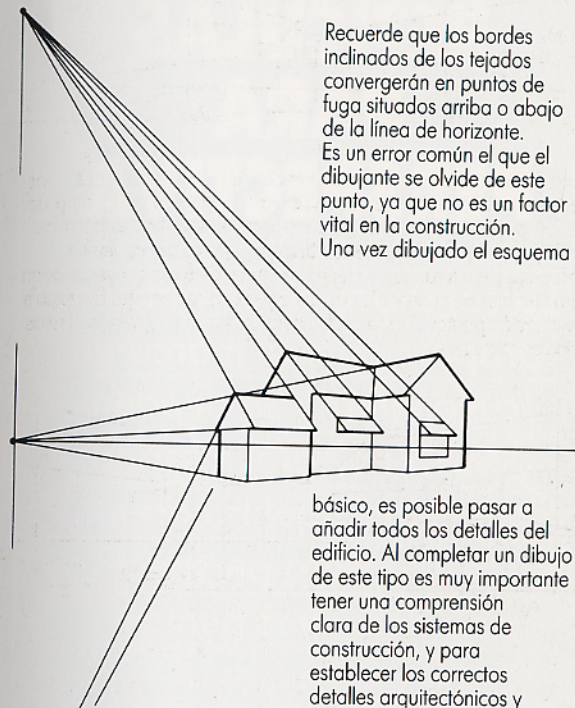 Recuerde que los bordes
inclinados de los tejados
convergerán en puntos de
fuga situados arriba o abajo
de la línea de horizonte.
Es un error común el que el
dibujante se olvide de este
punto, ya que no es un factor
vital en la construcción.
Una vez dibujado el esquema
básico, es posible pasar a
añadir todos los detalles del
edificio. Al completar un dibujo
de este tipo es muy importante
tener una comprensión
clara de los sistemas de
construcción, y para
establecer los correctos
detalles arquitectónicos y